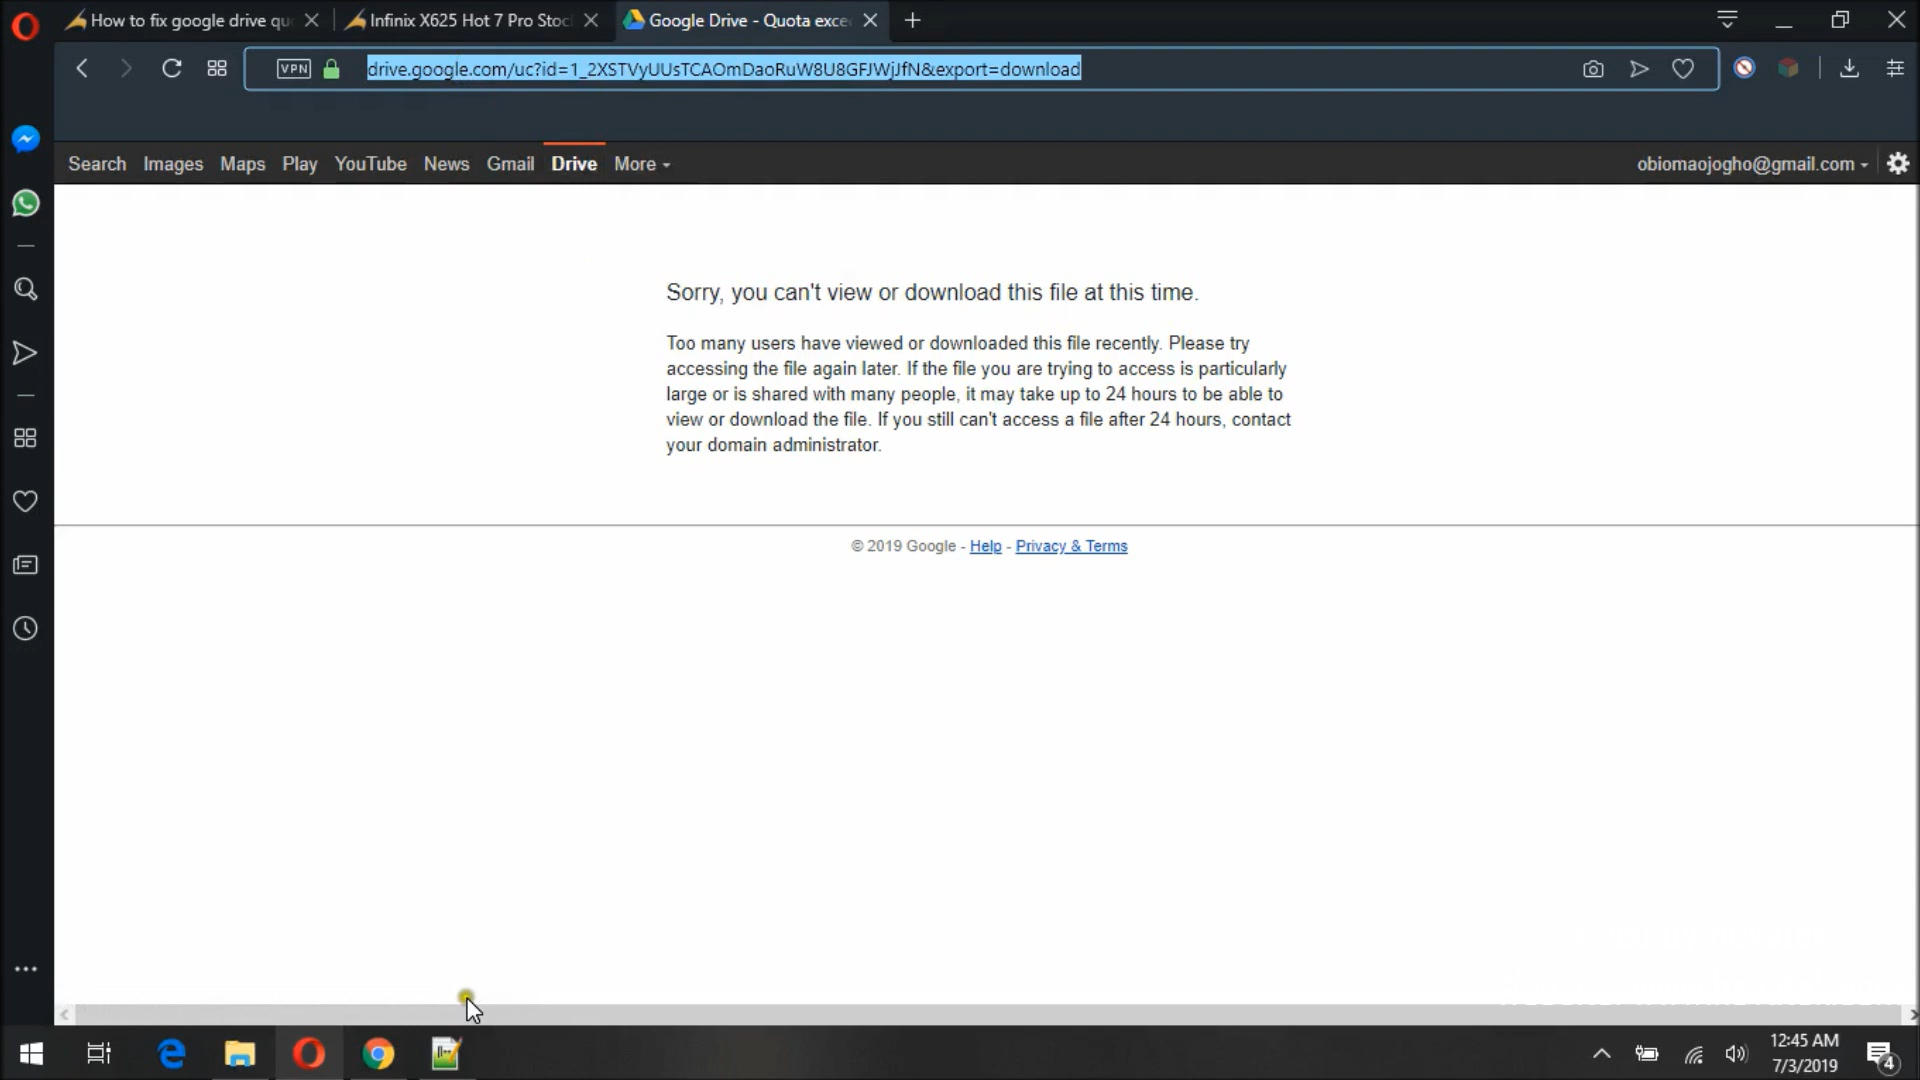 How to fix google drive qu
Infinix X625 Hot 7 Pro Stoc
Google Drive - Quota exce
VPN
drive.google.com/uc?id=1_2XSTVyUUsTCAOmDaoRuW8U8GFJWjJfN&export=download
Search Images Maps Play YouTube News Gmail Drive More
obiomaojogho@gmail.com
Sorry, you can't view or download this file at this time.
Too many users have viewed or downloaded this file recently. Please try
accessing the file again later. If the file you are trying to access is particularly
large or is shared with many people, it may take up to 24 hours to be able to
view or download the file. If you still can't access a file after 24 hours, contact
your domain administrator.
© 2019 Google - Help - Privacy & Terms
12:45 AM
7/3/2019
4